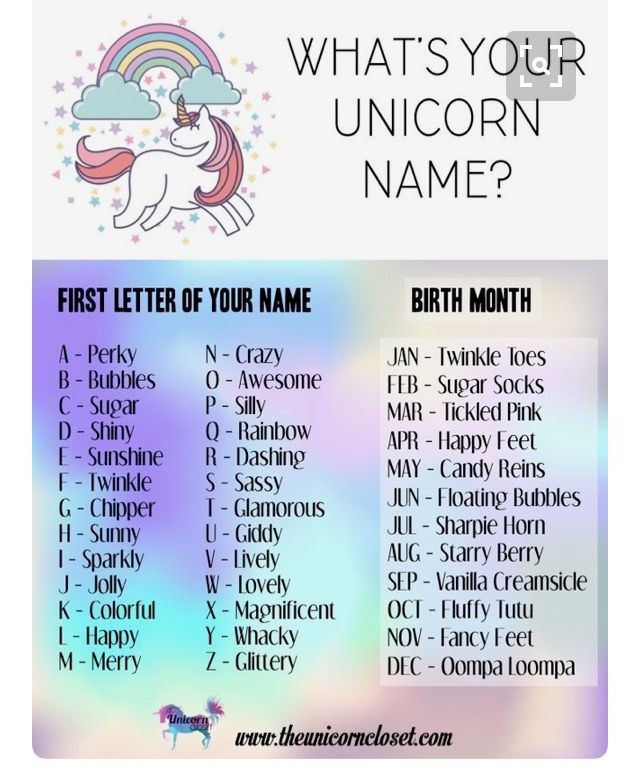 WHAT'S YOUR
UNICORN
NAME?
FIRST LETTER OF YOUR NAME
A - Perky
B - Bubbles
C - Sugar
D - Shiny
E - Sunshine
F - Twinkle
G - Chipper
H - Sunny
I - Sparkly
J - Jolly
K - Colorful
L - Happy
M - Merry
N - Crazy
O - Awesome
P - Silly
Q - Rainbow
R - Dashing
S - Sassy
T - Glamorous
U - Giddy
V - Lively
W - Lovely
X - Magnificent
Y - Whacky
Z - Glittery
BIRTH MONTH
JAN - Twinkle Toes
FEB - Sugar Socks
MAR - Tickled Pink
APR - Happy Feet
MAY - Candy Reins
JUN - Floating Bubbles
JUL - Sharpie Horn
AUG - Starry Berry
SEP - Vanilla Creamsicle
OCT - Fluffy Tutu
NOV - Fancy Feet
DEC - Oompa Loompa
Unicorn
www.theunicorncloset.com